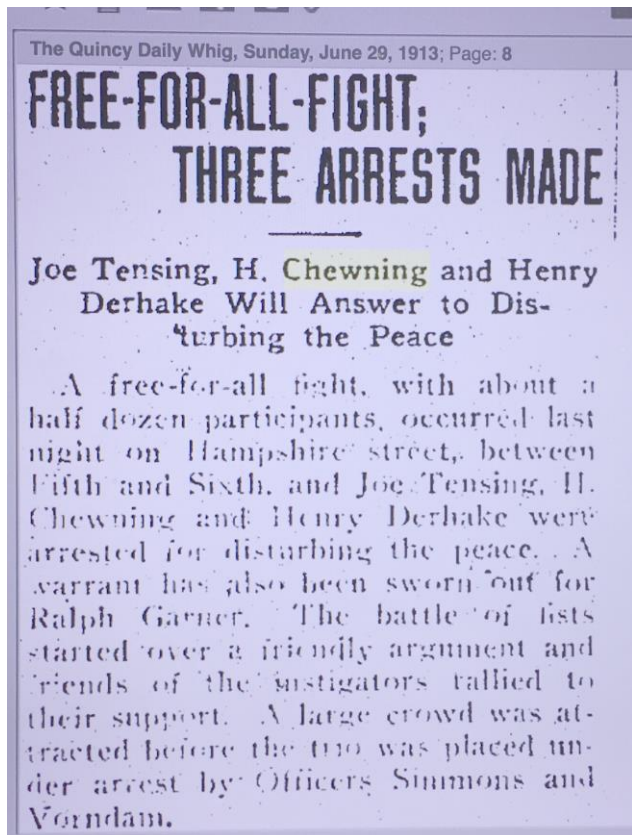 The Quincy Daily Whig, Sunday, June 29, 1913; Page: 8
FREE-FOR-ALL-FIGHT;
THREE ARRESTS MADE
Joe Tensing, H. Chewning and Henry
Derhake Will Answer to Dis-
turbing the Peace
A free-for-all fight, with about a
half dozen participants, occurred last
night on Hampshire street, between
Fifth and Sixth, and Joe Tensing, H.
Chewning and Henry Derhake were
arrested for disturbing the peace. A
warrant has also been sworn out for
Ralph Garner. The battle of fists
started over a friendly argument and
friends of the instigators rallied to
their support. A large crowd was at-
tracted before the trio was placed un-
der arrest by Officers Simmons and
Vorndam.